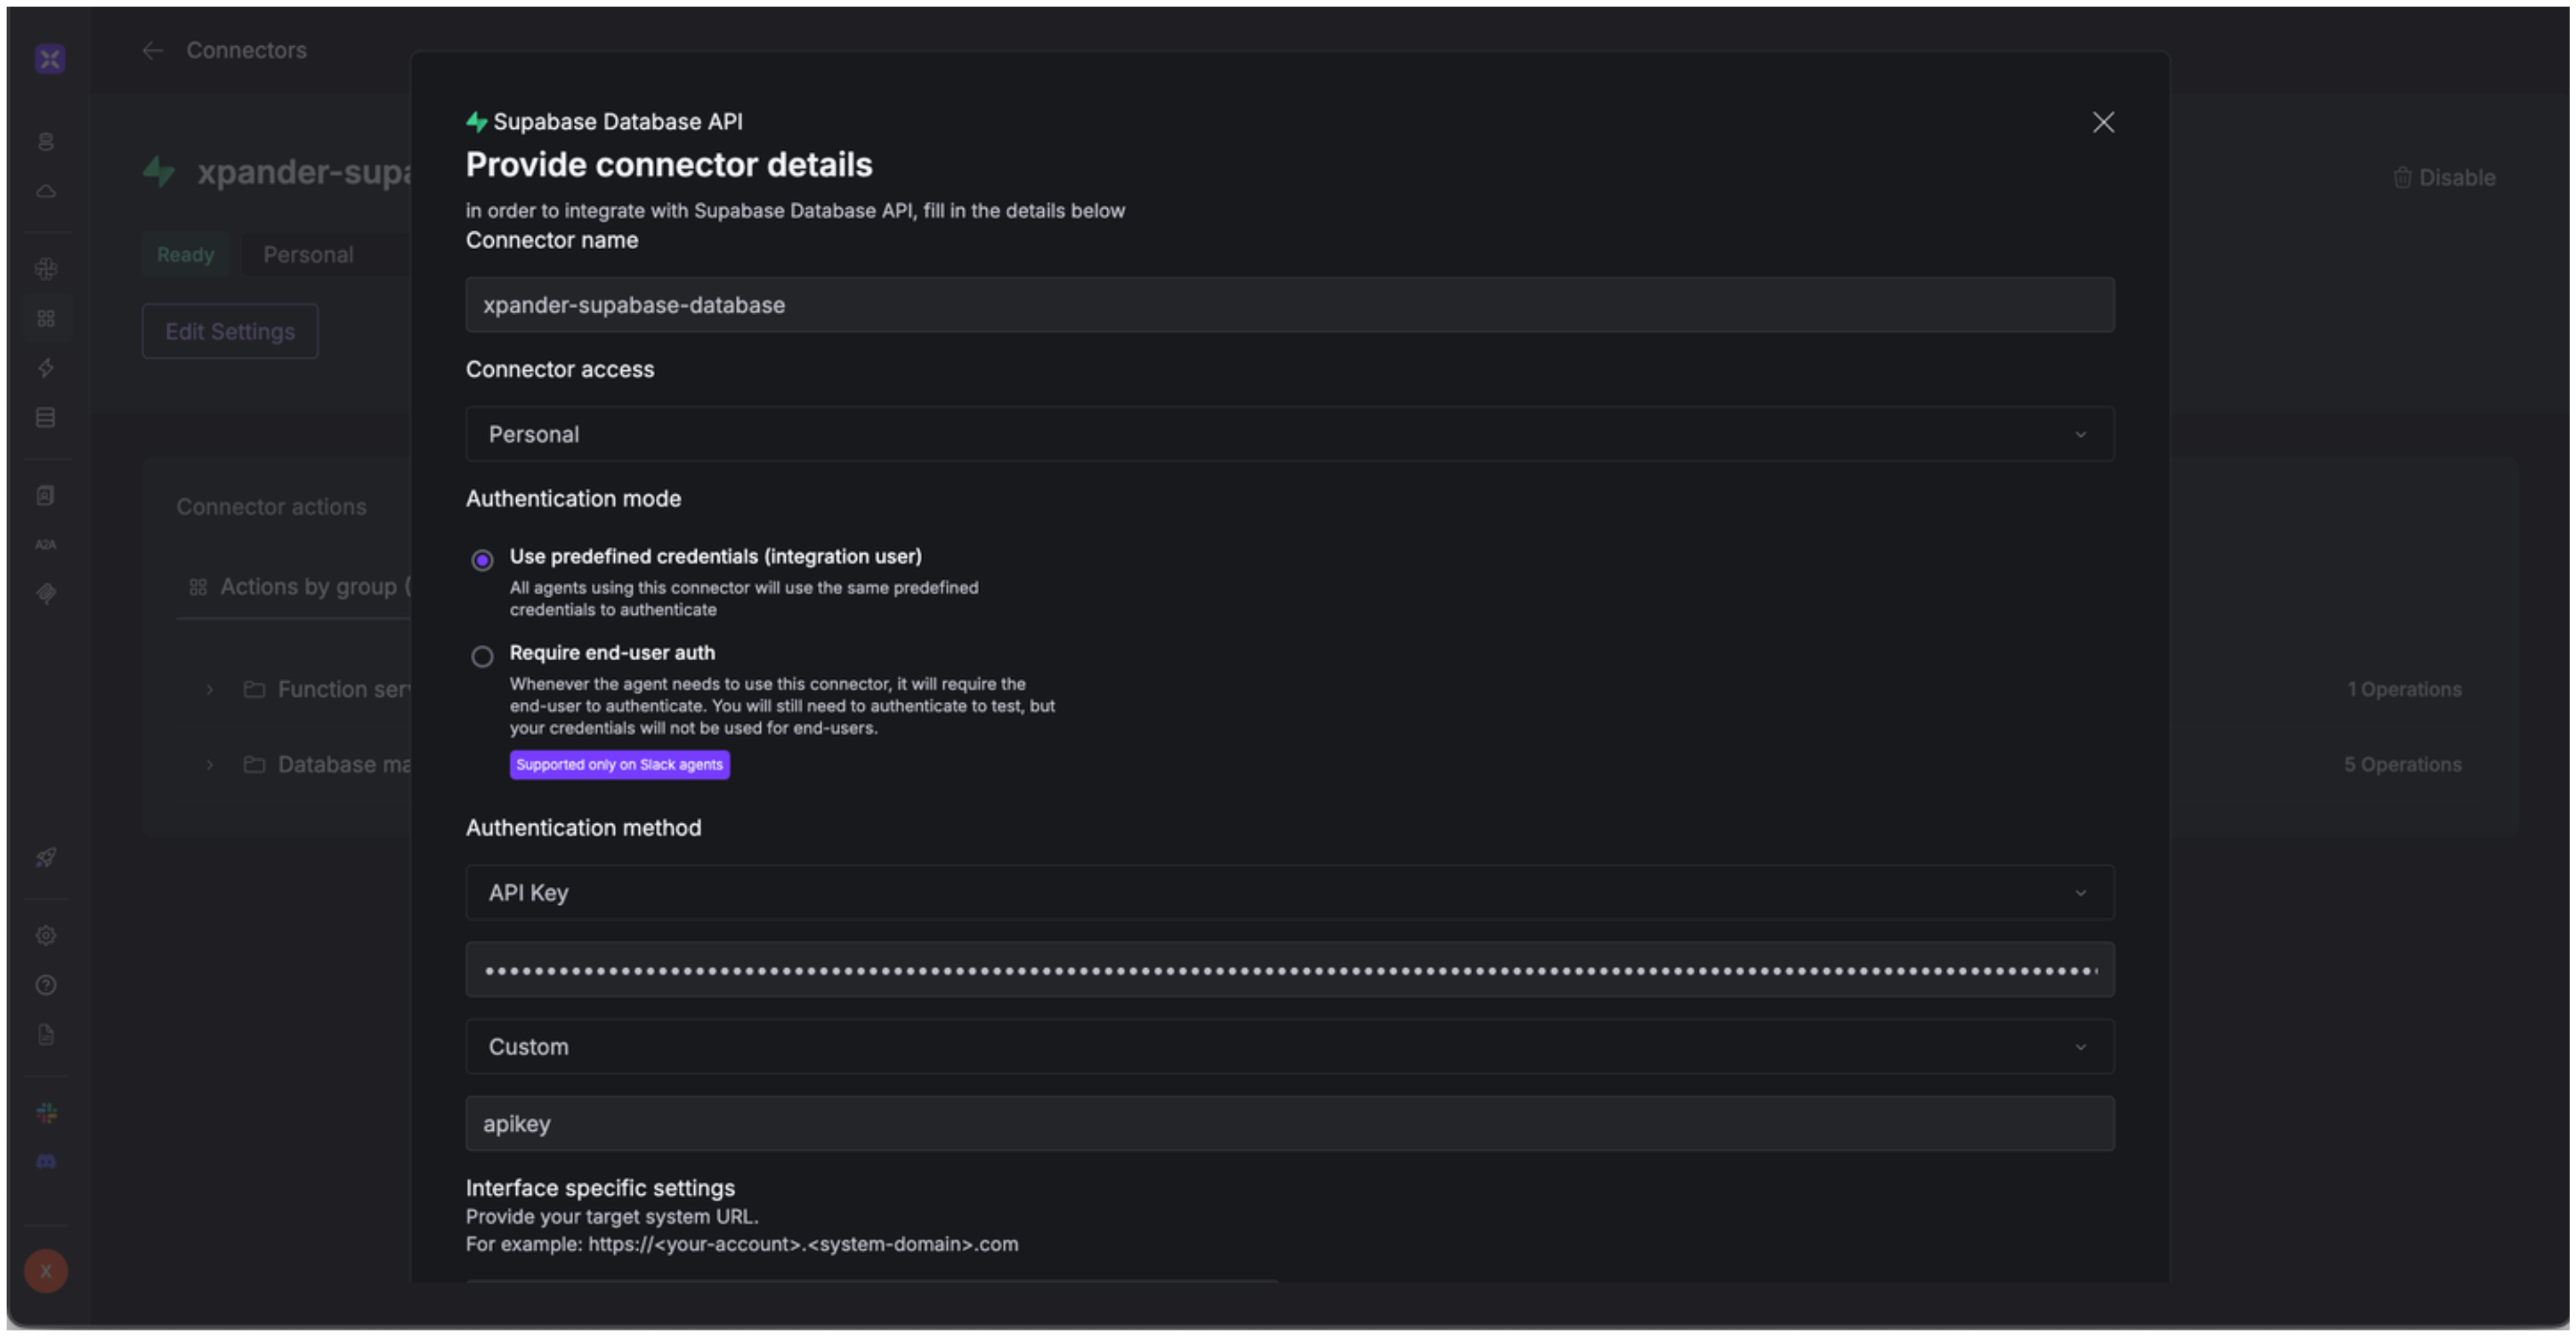 Connectors
xpander-supa
Disable
Ready
Personal
Edit Settings
Connector actions
Actions by group (
Function ser
1 Operations
Database ma
5 Operations
A2A
X
Supabase Database API
Provide connector details
in order to integrate with Supabase Database API, fill in the details below
Connector name
xpander-supabase-database
Connector access
Personal
Authentication mode
Use predefined credentials (integration user)
All agents using this connector will use the same predefined
credentials to authenticate
Require end-user auth
Whenever the agent needs to use this connector, it will require the
end-user to authenticate. You will still need to authenticate to test, but
your credentials will not be used for end-users.
Supported only on Slack agents
Authentication method
API Key
Custom
apikey
Interface specific settings
Provide your target system URL.
For example: https://<your-account>.<system-domain>.com